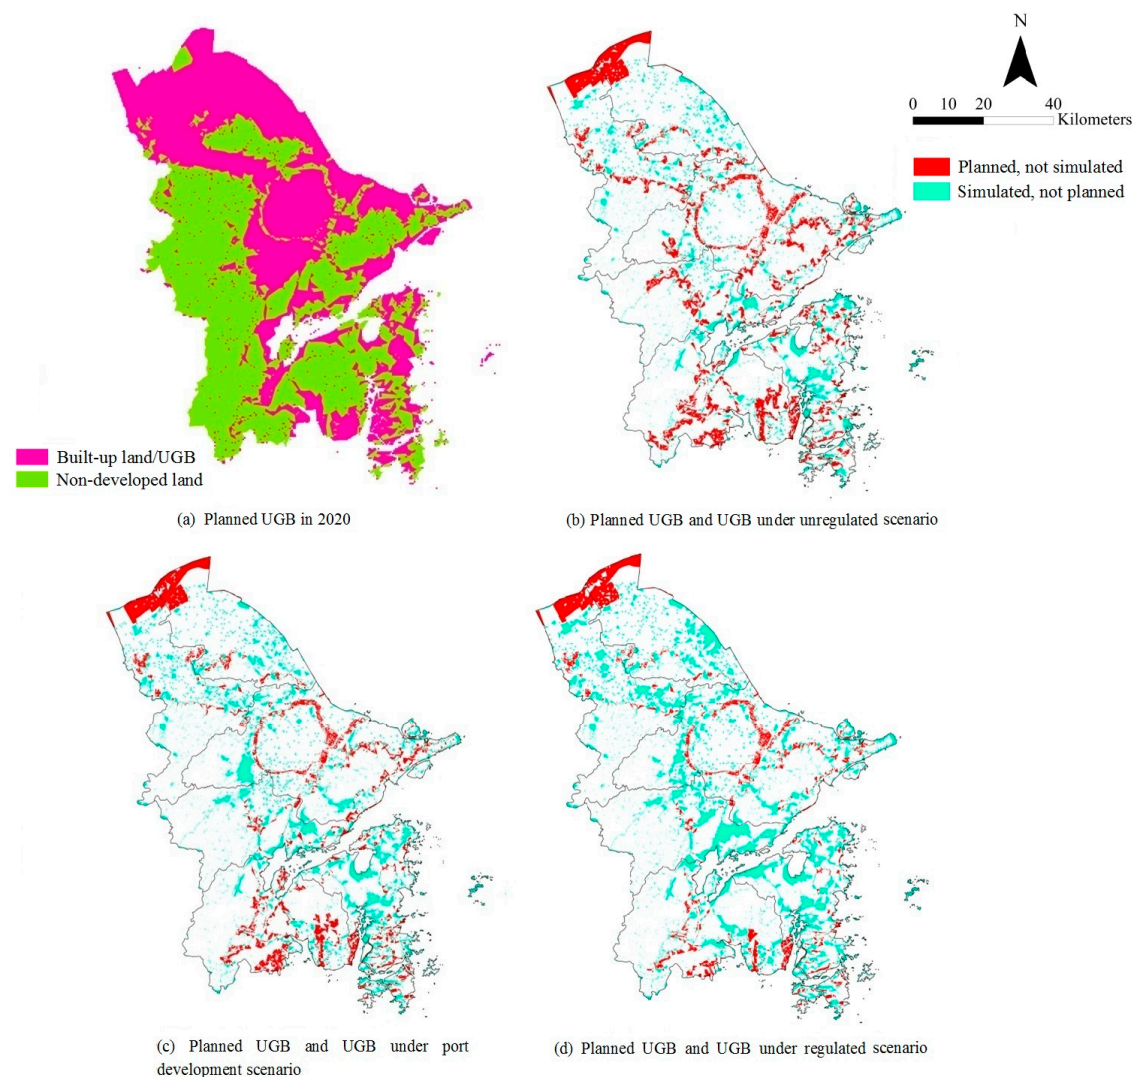 N
0 10 20 40
Kilometers
Planned, not simulated
Simulated, not planned
Built-up land/UGB
Non-developed land
(a) Planned UGB in 2020
(b) Planned UGB and UGB under unregulated scenario
(c) Planned UGB and UGB under port
development scenario
(d) Planned UGB and UGB under regulated scenario